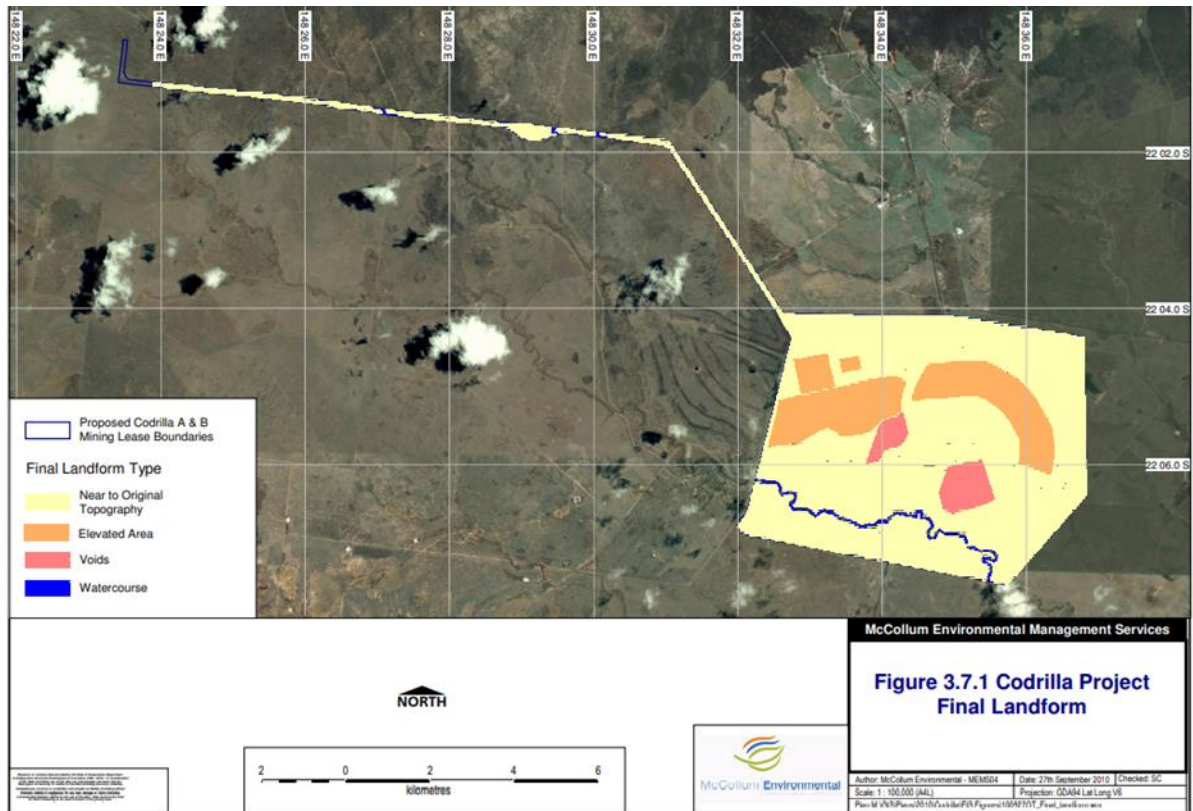 148 22.0 E
148 24.0 E
148 26.0 E
148 28.0 E
148 30.0 E
148 32.0 E
148 34.0 E
148 36.0 E
22 02.0 S
22 04.0 S
22 06.0 S
Proposed Codrilla A & B
Mining Lease Boundaries
Final Landform Type
Near to Original
Topography
Elevated Area
Voids
Watercourse
NORTH
2 0 2 4 6
kilometres
McCollum Environmental
McCollum Environmental Management Services
Figure 3.7.1 Codrilla Project
Final Landform
Author: McCollum Environmental - MEMS04
Date: 27th September 2010
Checked: SC
Scale: 1 : 100,000 (A4L)
Projection: GDA94 Lat Long V6